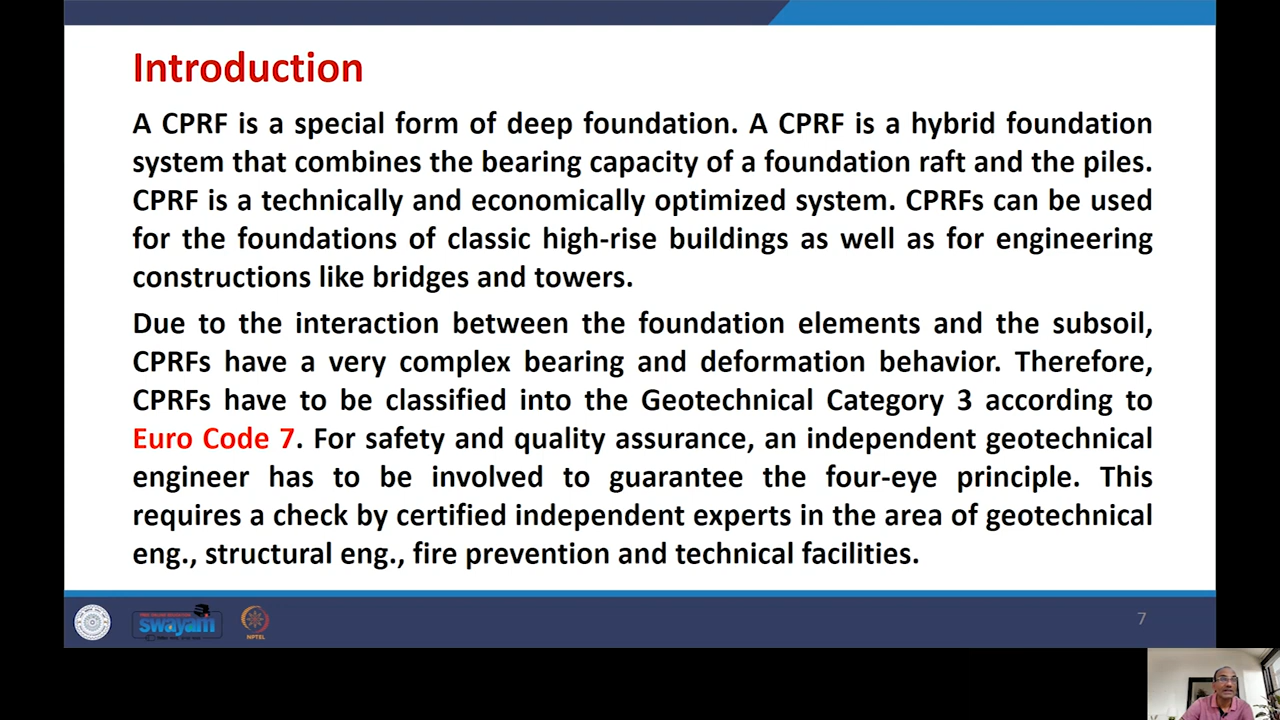 Introduction
A CPRF is a special form of deep foundation. A CPRF is a hybrid foundation
system that combines the bearing capacity of a foundation raft and the piles.
CPRF is a technically and economically optimized system. CPRFs can be used
for the foundations of classic high-rise buildings as well as for engineering
constructions like bridges and towers.
Due to the interaction between the foundation elements and the subsoil,
CPRFs have a very complex bearing and deformation behavior. Therefore,
CPRFs have to be classified into the Geotechnical Category 3 according to
Euro Code 7. For safety and quality assurance, an independent geotechnical
engineer has to be involved to guarantee the four-eye principle. This
requires a check by certified independent experts in the area of geotechnical
eng., structural eng., fire prevention and technical facilities.
swayam
NPTEL
7